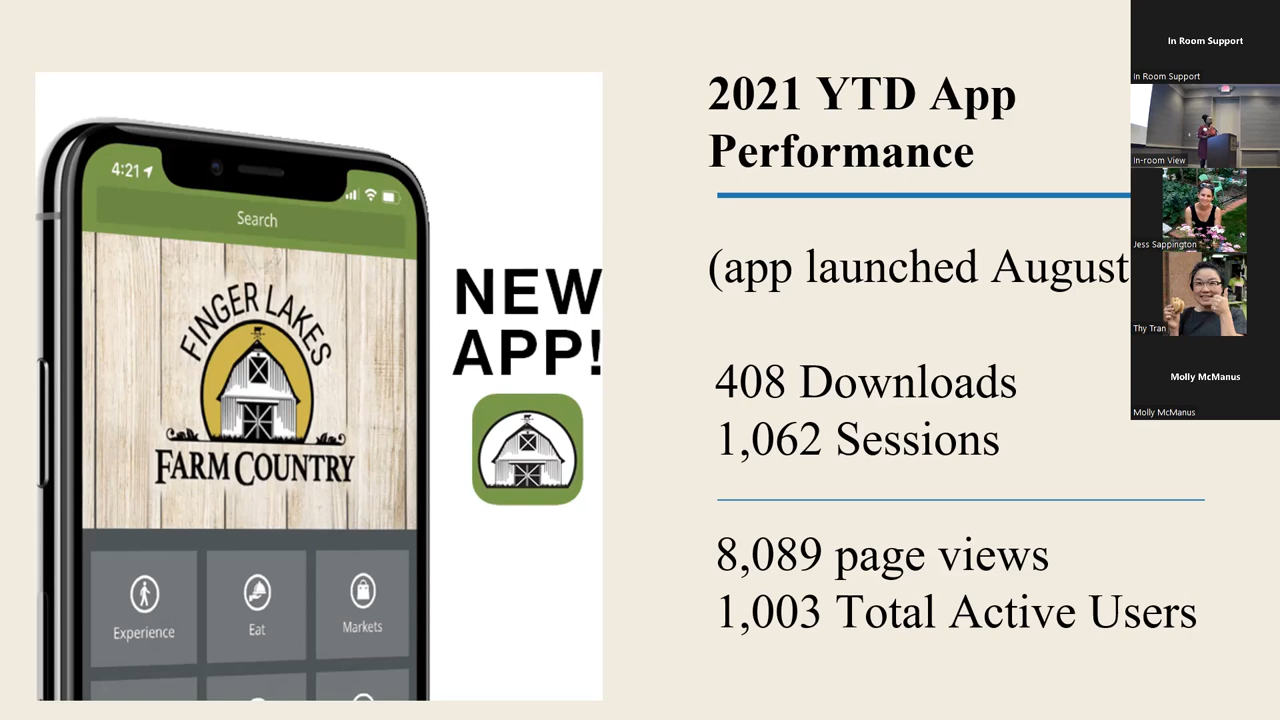 4:21
Search
FINGER LAKES
FARM COUNTRY
Experience
Eat
Markets
NEW
APP!
2021 YTD App
Performance
(app launched August
408 Downloads
1,062 Sessions
8,089 page views
1,003 Total Active Users
In Room Support
In Room Support
In-room View
Jess Sappington
Thy Tran
Molly McManus
Molly McManus